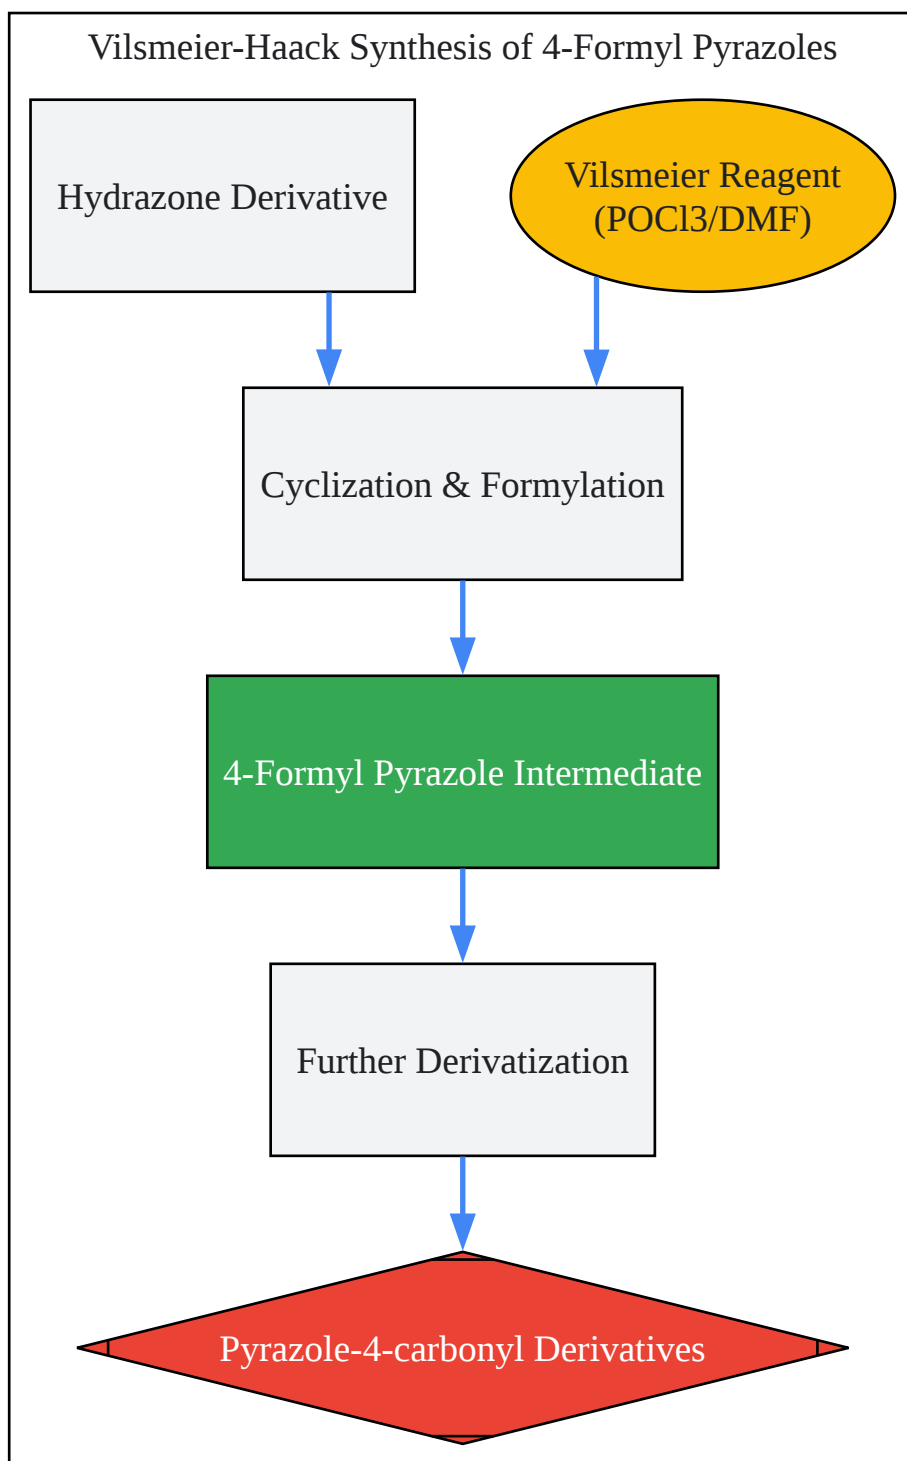 Vilsmeier-Haack Synthesis of 4-Formyl Pyrazoles
Hydrazone Derivative
Vilsmeier Reagent
(POCl3/DMF)
Cyclization & Formylation
4-Formyl Pyrazole Intermediate
Further Derivatization
Pyrazole-4-carbonyl Derivatives